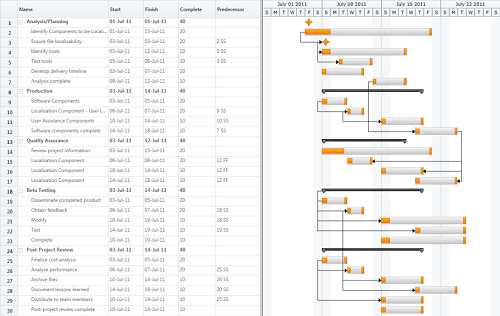 Name Start Finish Complete Predecessor
July 01 2011 July 08 2011 July 15 2011 July 22 2011
S S M T W T F S S M T W T F S S M T W T F S S M T W T F S
1 Analysis/Planning 01-Jul-11 01-Jul-11 40
2 Identify Components to be Locali... 01-Jul-11 15-Jul-11 20
3 Ensure file localizability 03-Jul-11 03-Jul-11 20 2 SS
4 Identify tools 03-Jul-11 12-Jul-11 10 3 SS
5 Test tools 05-Jul-11 08-Jul-11 10 2 SS
6 Develop delivery timeline 03-Jul-11 07-Jul-11 10
7 Analysis complete 09-Jul-11 12-Jul-11 10
8 Production 03-Jul-11 14-Jul-11 40
9 Software Components 03-Jul-11 05-Jul-11 20
10 Localization Component - User I... 06-Jul-11 07-Jul-11 20 9 SS
11 User Assistance Components 10-Jul-11 14-Jul-11 10 10 SS
12 Software components complete 14-Jul-11 18-Jul-11 10 7 SS
13 Quality Assurance 03-Jul-11 12-Jul-11 40
14 Review project information 03-Jul-11 15-Jul-11 20
15 Localization Component 06-Jul-11 08-Jul-11 20 12 FF
16 Localization Component 10-Jul-11 14-Jul-11 10 12 FF
17 Localization Component 14-Jul-11 18-Jul-11 10 12 FF
18 Beta Testing 03-Jul-11 14-Jul-11 40
19 Disseminate completed product 03-Jul-11 05-Jul-11 20
20 Obtain feedback 06-Jul-11 07-Jul-11 20 18 SS
21 Modify 10-Jul-11 19-Jul-11 10 18 SS
22 Test 14-Jul-11 19-Jul-11 10 18 SS
23 Complete 10-Jul-11 19-Jul-11 10
24 Post-Project Review 03-Jul-11 14-Jul-11 40
25 Finalize cost analysis 03-Jul-11 05-Jul-11 20
26 Analyze performance 06-Jul-11 07-Jul-11 20 25 SS
27 Archive files 10-Jul-11 14-Jul-11 10 26 SS
28 Document lessons learned 14-Jul-11 18-Jul-11 10 20 SS
29 Distribute to team members 10-Jul-11 14-Jul-11 10 25 SS
30 Post-project review complete 10-Jul-11 14-Jul-11 10